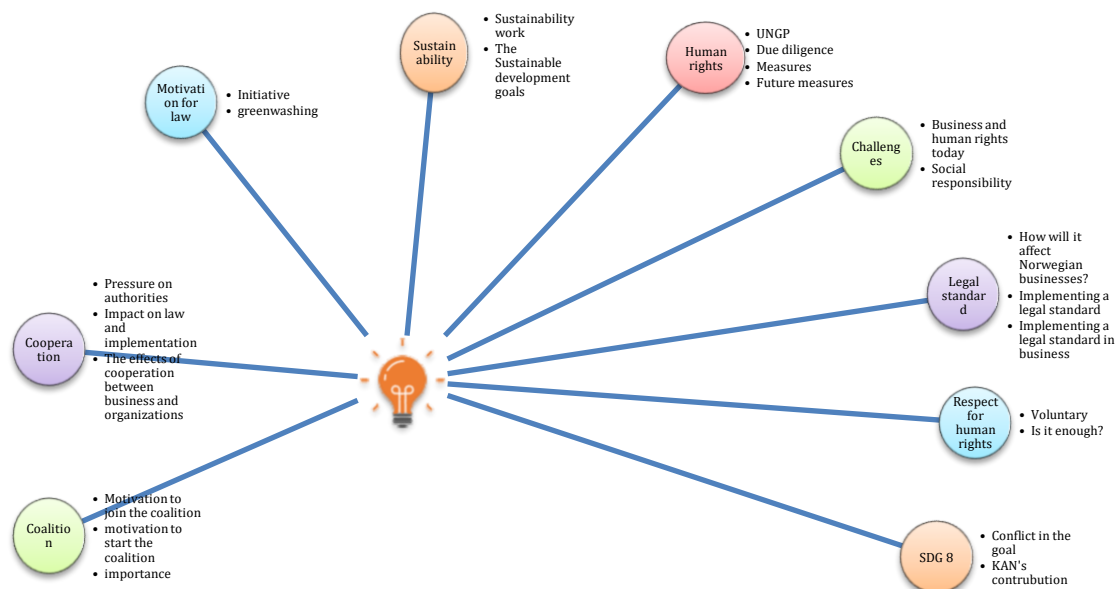 Sustain
ability
• Sustainability
work
• The
Sustainable
development
goals
Human
rights
• UNGP
• Due diligence
• Measures
• Future measures
Motivati
on for
law
• Initiative
• greenwashing
Challeng
es
• Business and
human rights
today
• Social
responsibility
Legal
standar
d
• How will it
affect
Norwegian
businesses?
• Implementing a
legal standard
• Implementing a
legal standard in
business
Coopera
tion
• Pressure on
authorities
• Impact on law
and
implementation
• The effects of
cooperation
between
business and
organizations
Respect
for
human
rights
• Voluntary
• Is it enough?
Coalitio
n
• Motivation to
join the coalition
• motivation to
start the
coalition
• importance
SDG 8
• Conflict in the
goal
• KAN's
contrubution